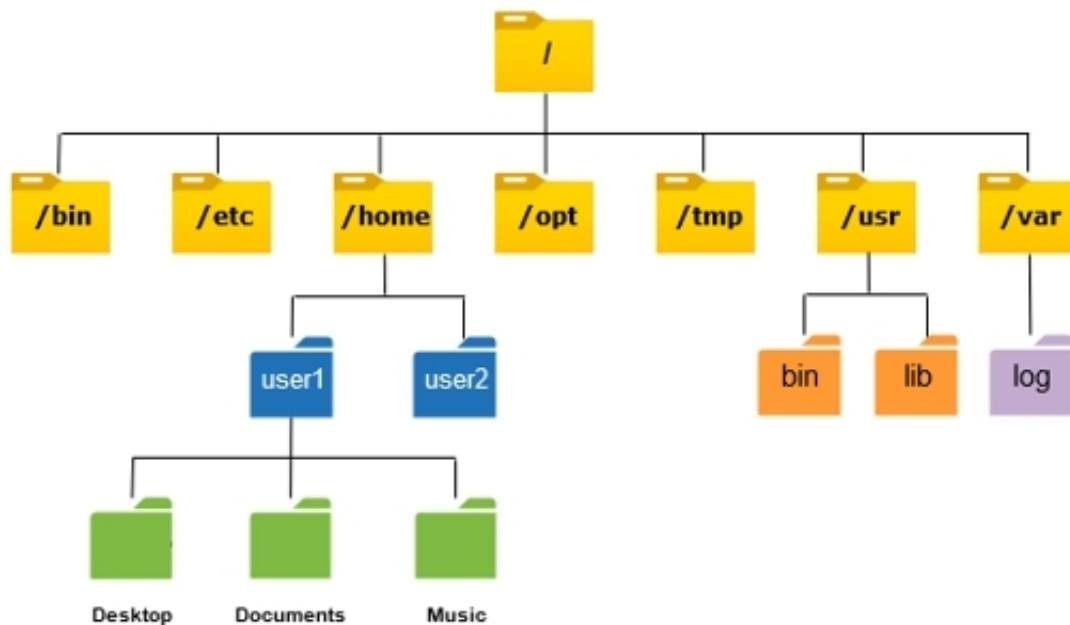 /
/bin /etc /home /opt /tmp /usr /var
user1 user2 bin lib log
Desktop Documents Music